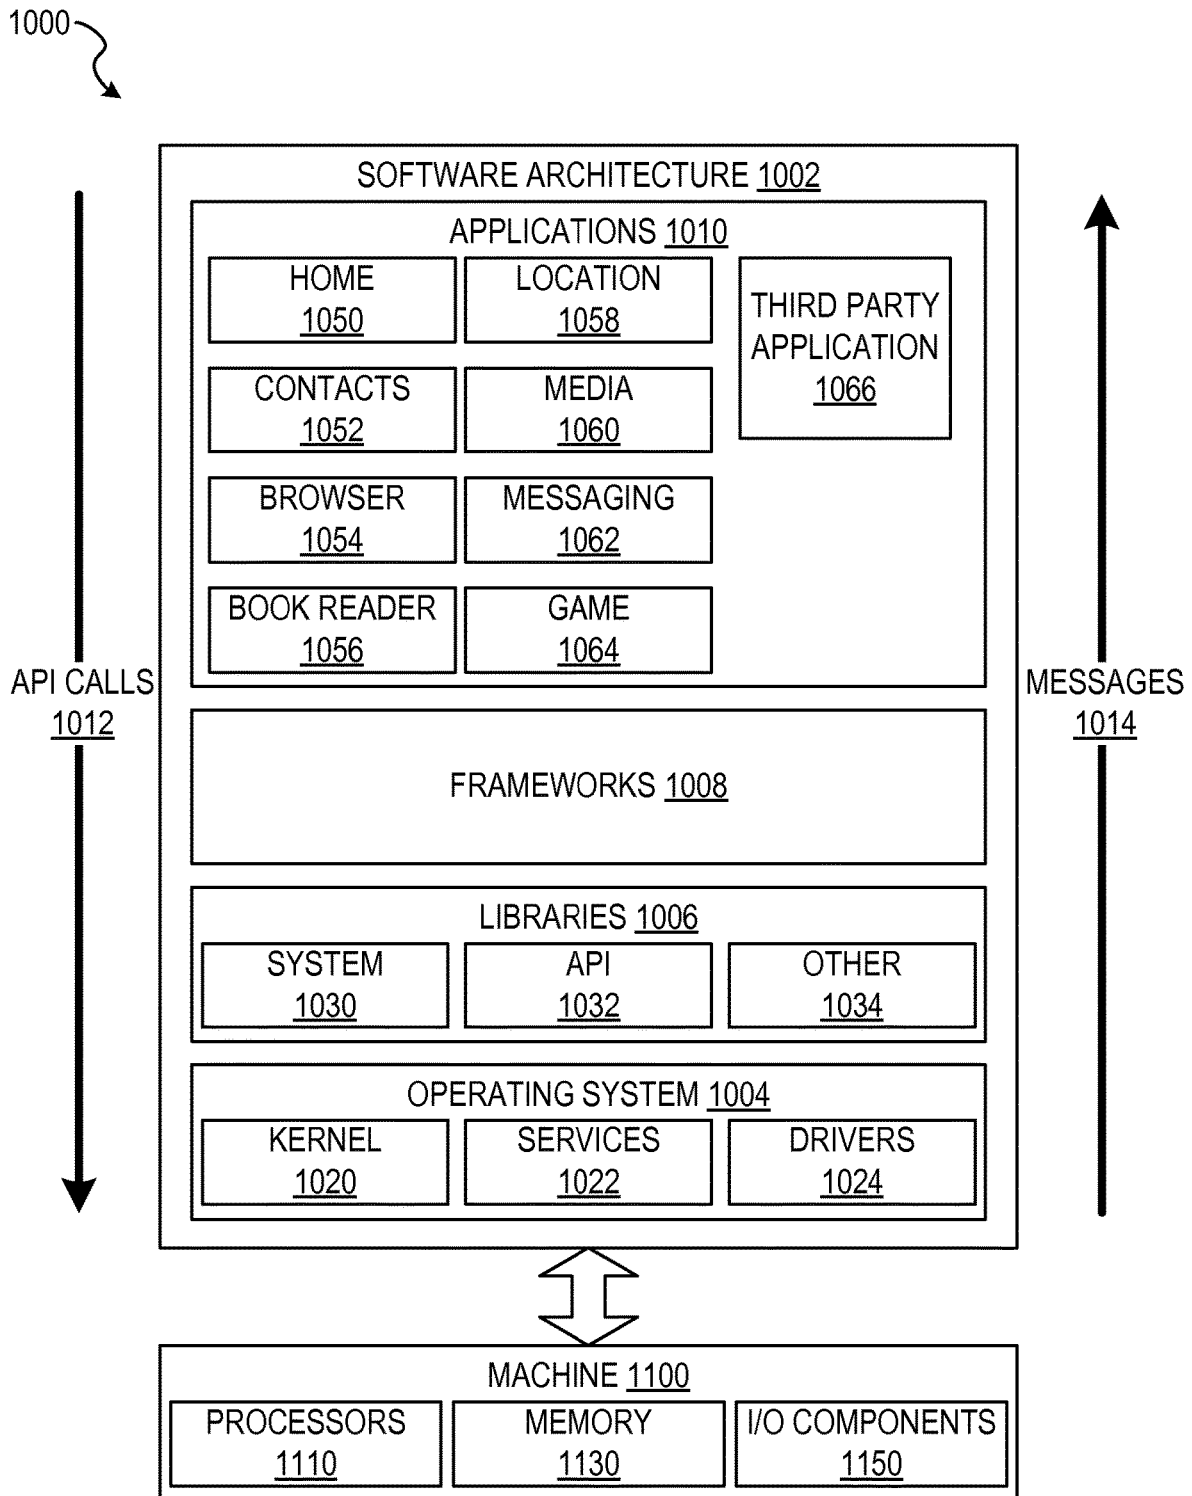 1000
SOFTWARE ARCHITECTURE 1002
APPLICATIONS 1010
HOME
1050
LOCATION
1058
THIRD PARTY
APPLICATION
1066
CONTACTS
1052
MEDIA
1060
BROWSER
1054
MESSAGING
1062
BOOK READER
1056
GAME
1064
API CALLS
1012
MESSAGES
1014
FRAMEWORKS 1008
LIBRARIES 1006
SYSTEM
1030
API
1032
OTHER
1034
OPERATING SYSTEM 1004
KERNEL
1020
SERVICES
1022
DRIVERS
1024
MACHINE 1100
PROCESSORS
1110
MEMORY
1130
I/O COMPONENTS
1150